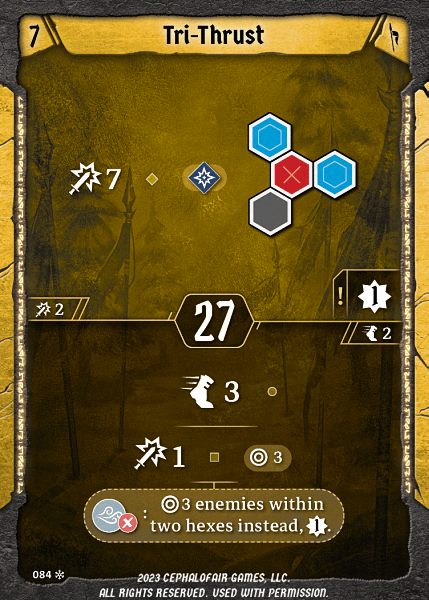 7
Tri-Thrust
7
! 1
2
27
2
3
1
3
: 3 enemies within
two hexes instead, 1.
084
2023 CEPHALOFAIR GAMES, LLC.
ALL RIGHTS RESERVED. USED WITH PERMISSION.